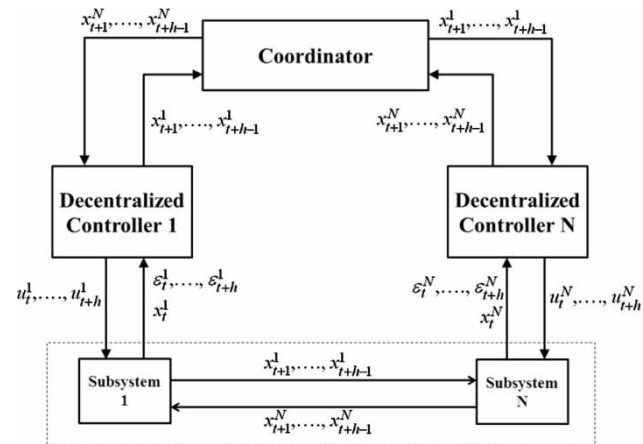 x^N_{t+1},…, x^N_{t+h-1}
x^1_{t+1},…, x^1_{t+h-1}
Coordinator
x^1_{t+1},…, x^1_{t+h-1}
x^N_{t+1},…, x^N_{t+h-1}
Decentralized
Controller 1
Decentralized
Controller N
u^1_t,…, u^1_{t+h}
ε^1_t,…, ε^1_{t+h}
x^1_t
ε^N_t,…, ε^N_{t+h}
x^N_t
u^N_t,…, u^N_{t+h}
Subsystem
1
x^1_{t+1},…, x^1_{t+h-1}
x^N_{t+1},…, x^N_{t+h-1}
Subsystem
N